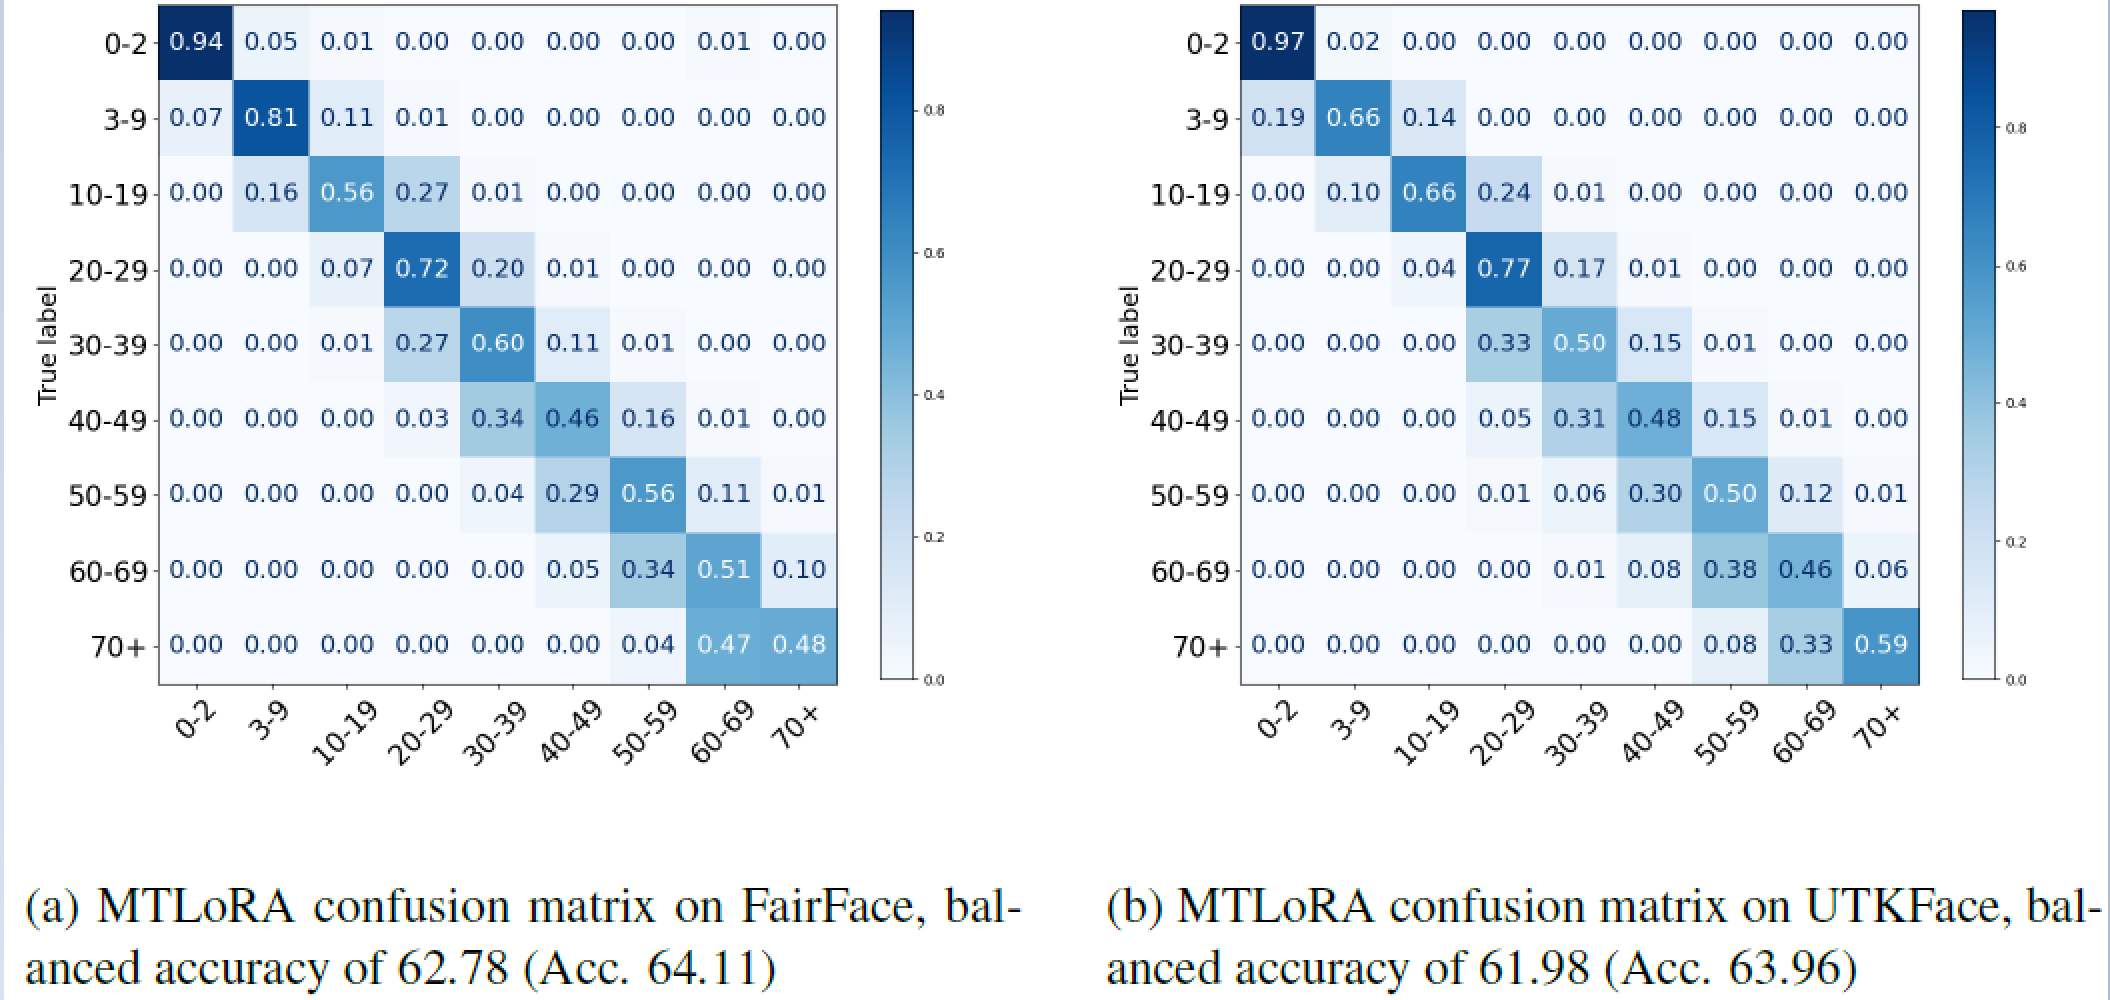 0-2 0.94 0.05 0.01 0.00 0.00 0.00 0.00 0.01 0.00
3-9 0.07 0.81 0.11 0.01 0.00 0.00 0.00 0.00 0.00
10-19 0.00 0.16 0.56 0.27 0.01 0.00 0.00 0.00 0.00
20-29 0.00 0.00 0.07 0.72 0.20 0.01 0.00 0.00 0.00
30-39 0.00 0.00 0.01 0.27 0.60 0.11 0.01 0.00 0.00
40-49 0.00 0.00 0.00 0.03 0.34 0.46 0.16 0.01 0.00
50-59 0.00 0.00 0.00 0.00 0.04 0.29 0.56 0.11 0.01
60-69 0.00 0.00 0.00 0.00 0.00 0.05 0.34 0.51 0.10
70+ 0.00 0.00 0.00 0.00 0.00 0.00 0.04 0.47 0.48
True label
0-2 3-9 10-19 20-29 30-39 40-49 50-59 60-69 70+
0.8
0.6
0.4
0.2
0.0
(a) MTLoRA confusion matrix on FairFace, bal-
anced accuracy of 62.78 (Acc. 64.11)
0-2 0.97 0.02 0.00 0.00 0.00 0.00 0.00 0.00 0.00
3-9 0.19 0.66 0.14 0.00 0.00 0.00 0.00 0.00 0.00
10-19 0.00 0.10 0.66 0.24 0.01 0.00 0.00 0.00 0.00
20-29 0.00 0.00 0.04 0.77 0.17 0.01 0.00 0.00 0.00
30-39 0.00 0.00 0.00 0.33 0.50 0.15 0.01 0.00 0.00
40-49 0.00 0.00 0.00 0.05 0.31 0.48 0.15 0.01 0.00
50-59 0.00 0.00 0.00 0.01 0.06 0.30 0.50 0.12 0.01
60-69 0.00 0.00 0.00 0.00 0.01 0.08 0.38 0.46 0.06
70+ 0.00 0.00 0.00 0.00 0.00 0.00 0.08 0.33 0.59
True label
0-2 3-9 10-19 20-29 30-39 40-49 50-59 60-69 70+
0.8
0.6
0.4
0.2
0.0
(b) MTLoRA confusion matrix on UTKFace, bal-
anced accuracy of 61.98 (Acc. 63.96)